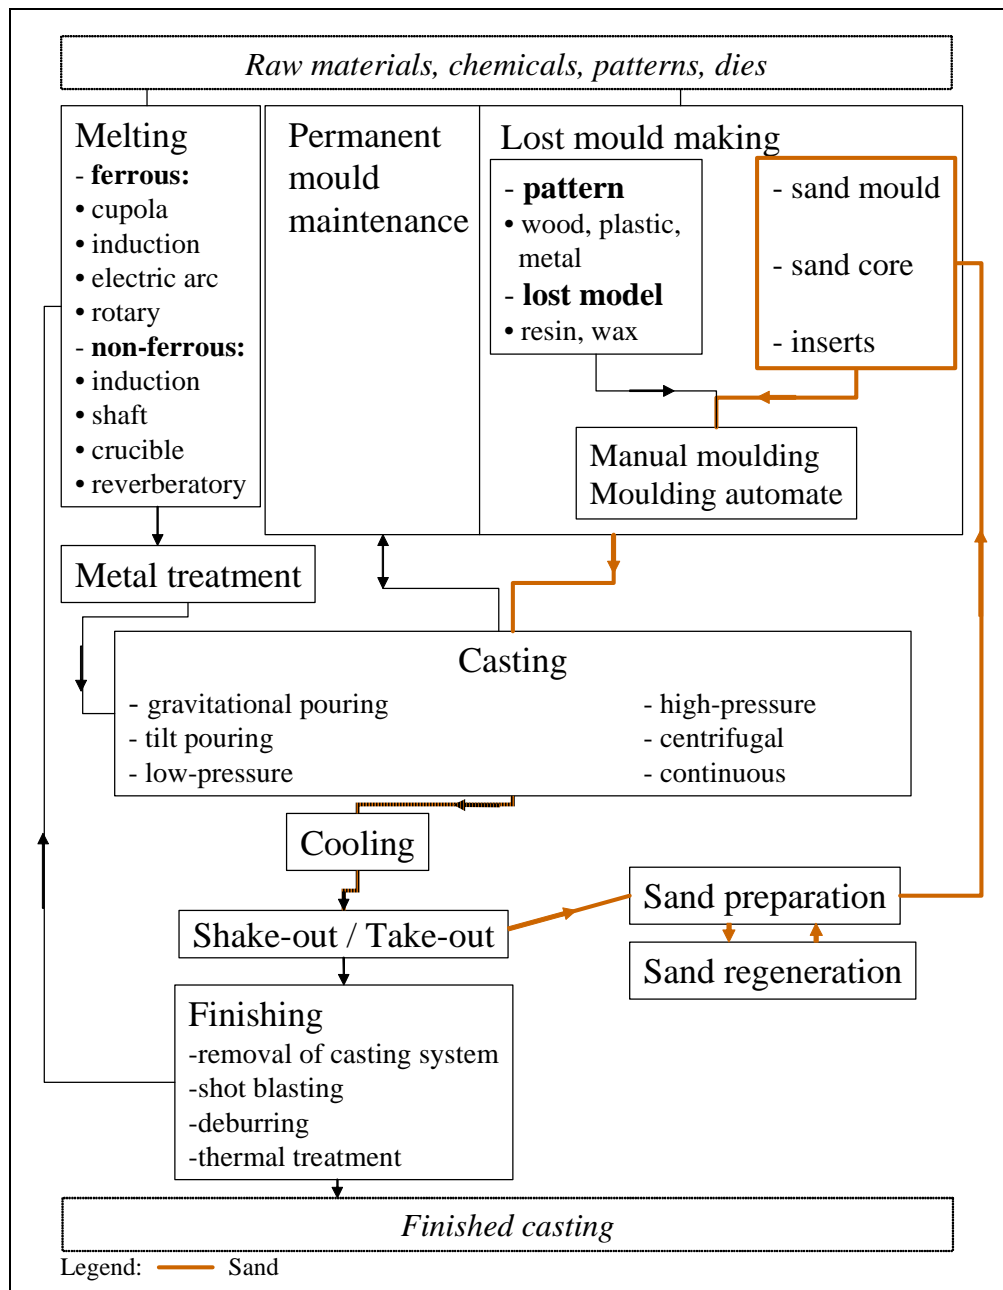 Raw materials, chemicals, patterns, dies
Melting
- ferrous:
• cupola
• induction
• electric arc
• rotary
- non-ferrous:
• induction
• shaft
• crucible
• reverberatory
Permanent
mould
maintenance
Lost mould making
- pattern
• wood, plastic,
metal
- lost model
• resin, wax
- sand mould
- sand core
- inserts
Manual moulding
Moulding automate
Metal treatment
Casting
- gravitational pouring
- tilt pouring
- low-pressure
- high-pressure
- centrifugal
- continuous
Cooling
Shake-out / Take-out
Sand preparation
Sand regeneration
Finishing
-removal of casting system
-shot blasting
-deburring
-thermal treatment
Finished casting
Legend: Sand